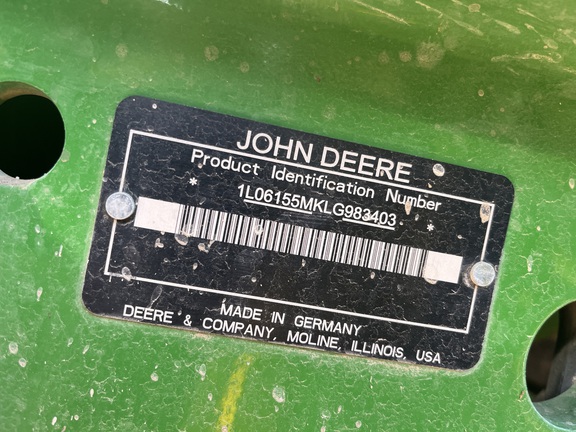 JOHN DEERE
Product Identification Number
* 1L06155MKLG983403 *
MADE IN GERMANY
DEERE & COMPANY, MOLINE, ILLINOIS, USA